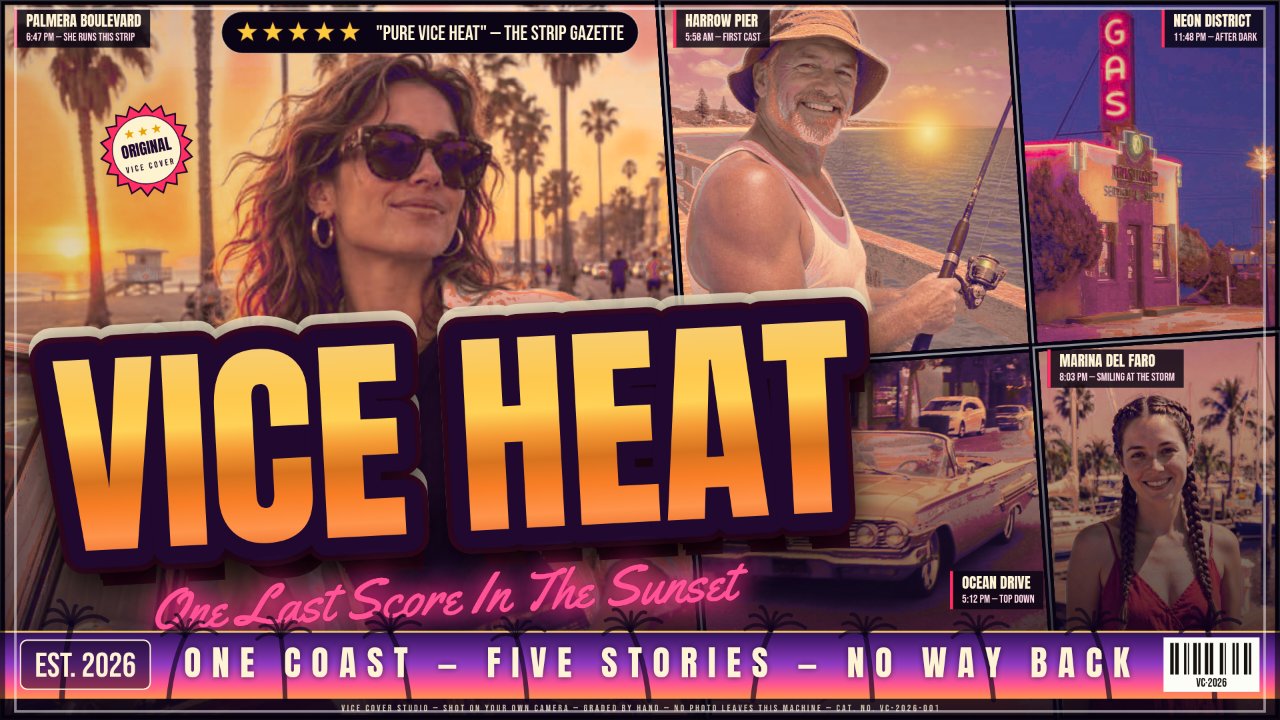 PALMERA BOULEVARD
6:47 PM – SHE RUNS THIS STRIP
★★★★★ "PURE VICE HEAT" – THE STRIP GAZETTE
HARROW PIER
5:58 AM – FIRST CAST
NEON DISTRICT
11:48 PM – AFTER DARK
GAS
ORIGINAL
VICE COVER
VICE HEAT
One Last Score In The Sunset
MARINA DEL FARO
8:03 PM – SMILING AT THE STORM
OCEAN DRIVE
5:12 PM – TOP DOWN
EST. 2026
ONE COAST – FIVE STORIES – NO WAY BACK
VC-2026
VICE COVER STUDIO – SHOT ON YOUR OWN CAMERA – GRADED BY HAND – NO PHOTO LEAVES THIS MACHINE – CAT. NO. VC-2026-001